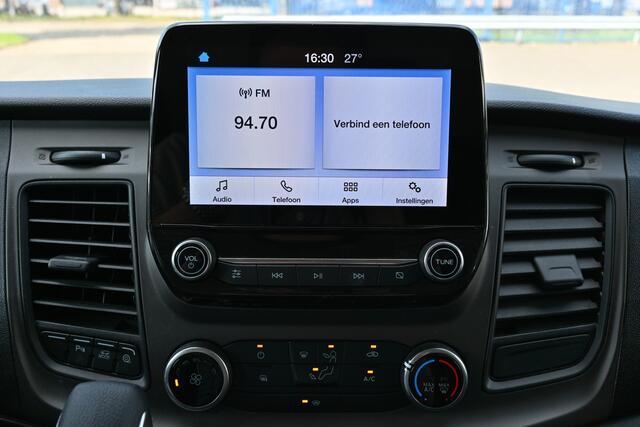 16:30 27°
FM
94.70
Verbind een telefoon
Audio Telefoon Apps Instellingen
VOL
TUNE
A/C
MAX A/C
MAX